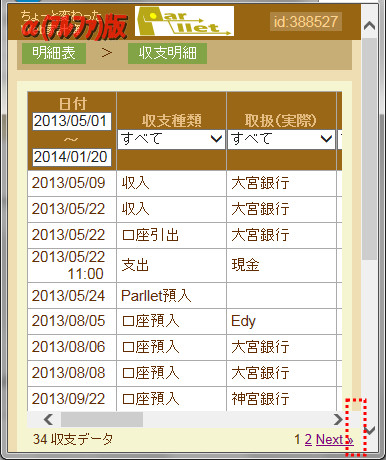 ちょっと変わった
α(アルファ)版
Parllet
id:388527
明細表 > 収支明細
日付 収支種類 取扱(実際)
2013/05/01
～
2014/01/20
すべて すべて
2013/05/09 収入 大宮銀行
2013/05/22 収入 大宮銀行
2013/05/22 口座引出 大宮銀行
2013/05/22
11:00 支出 現金
2013/05/24 Parllet預入
2013/08/05 口座預入 Edy
2013/08/06 口座預入 大宮銀行
2013/08/08 口座預入 大宮銀行
2013/09/22 口座預入 神宮銀行
34 収支データ 1 2 Next »